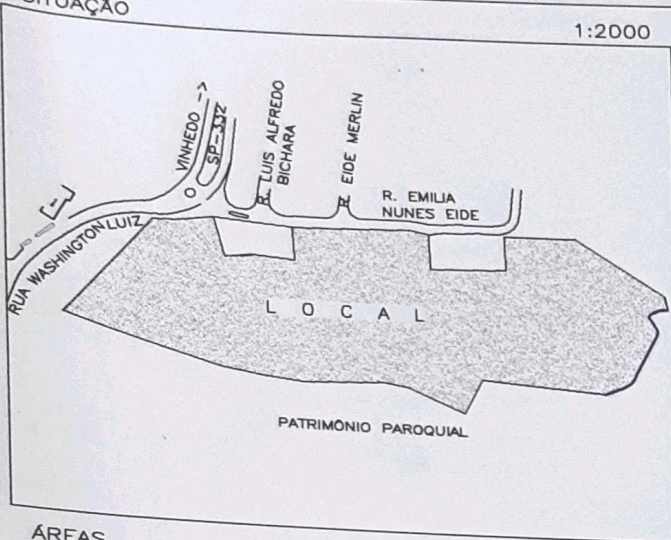 SITUAÇÃO
1:2000
VINHEDO ->
SP-332
R. LUIS ALFREDO
BICHARA
R. EIDE MERLIN
R. EMILIA
NUNES EIDE
RUA WASHINGTON LUIZ
LOCAL
PATRIMÔNIO PAROQUIAL
ÁREAS